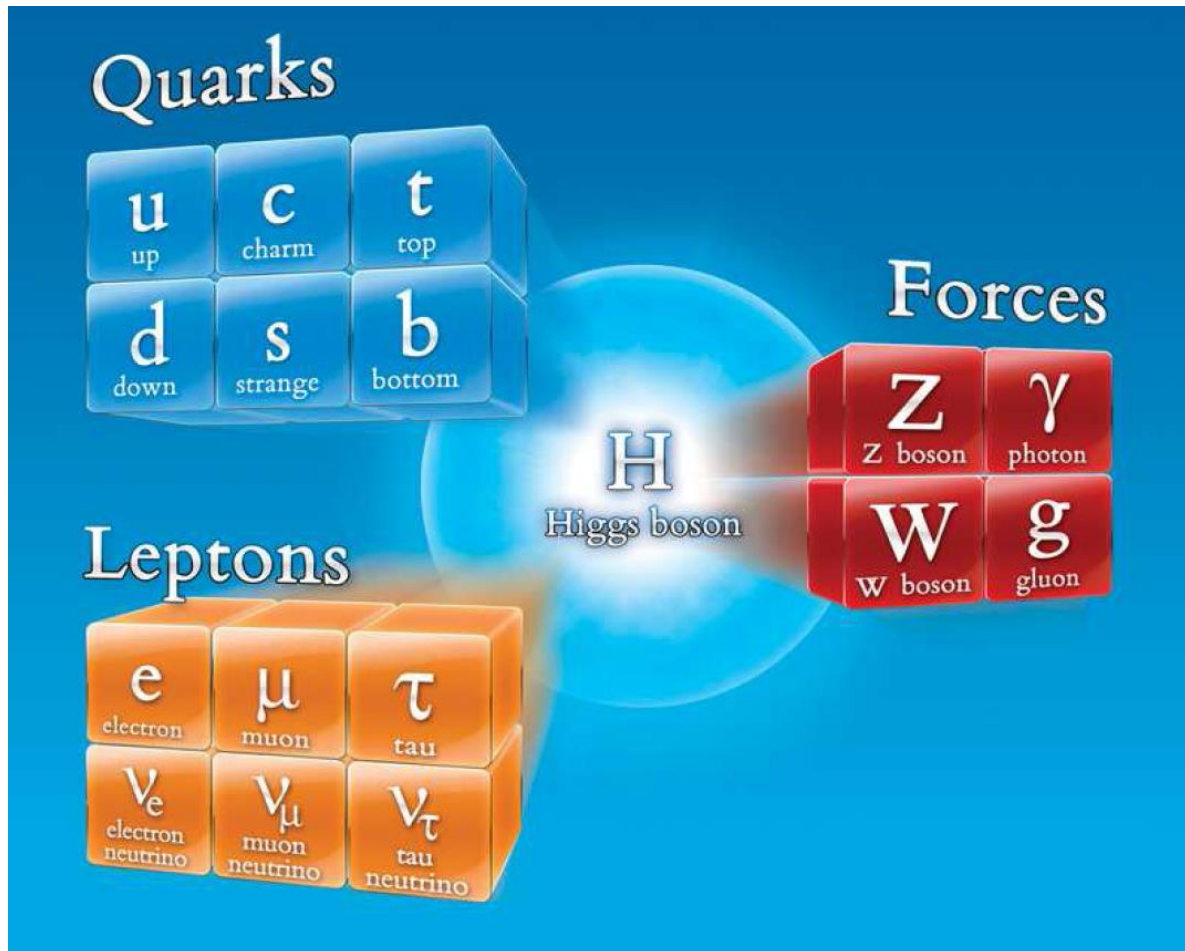 Quarks
u
up
c
charm
t
top
d
down
s
strange
b
bottom
Forces
Z
Z boson
γ
photon
W
W boson
g
gluon
H
Higgs boson
Leptons
e
electron
μ
muon
τ
tau
νe
electron
neutrino
νμ
muon
neutrino
ντ
tau
neutrino